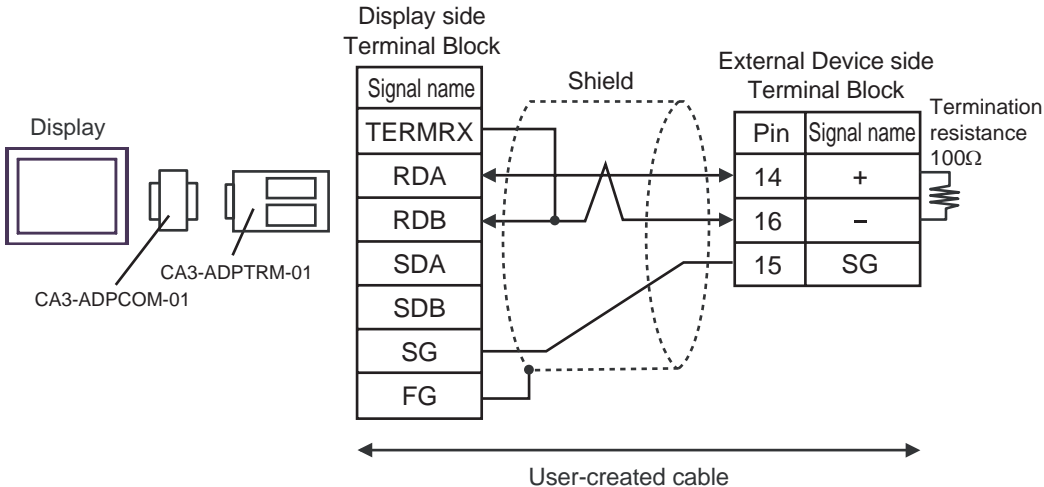 Display side
Terminal Block
Signal name
TERMRX
RDA
RDB
SDA
SDB
SG
FG
Shield
External Device side
Terminal Block
Pin Signal name
14 +
16 –
15 SG
Termination
resistance
100Ω
Display
CA3-ADPTRM-01
CA3-ADPCOM-01
User-created cable